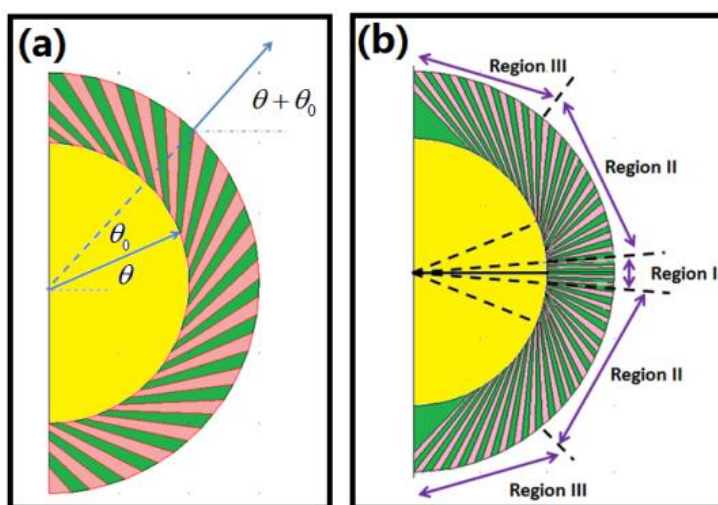 (a)
θ + θ₀
θ₀
θ
(b)
Region III
Region II
Region I
Region II
Region III